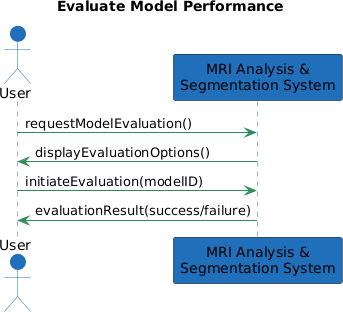 Evaluate Model Performance
User
MRI Analysis &
Segmentation System
requestModelEvaluation()
displayEvaluationOptions()
initiateEvaluation(modelID)
evaluationResult(success/failure)
User
MRI Analysis &
Segmentation System